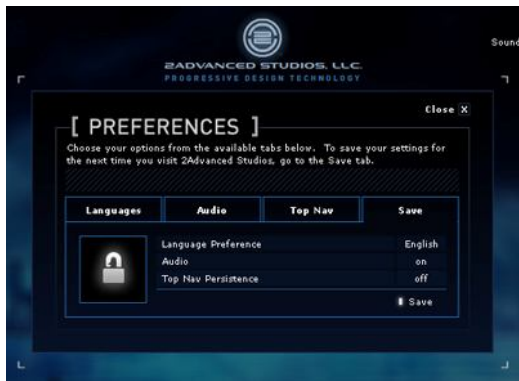 2ADVANCED STUDIOS, LLC.
PROGRESSIVE DESIGN TECHNOLOGY
Sound
Close X
[ PREFERENCES ]
Choose your options from the available tabs below. To save your settings for
the next time you visit 2Advanced Studios, go to the Save tab.
Languages Audio Top Nav Save
Language Preference English
Audio on
Top Nav Persistence off
Save